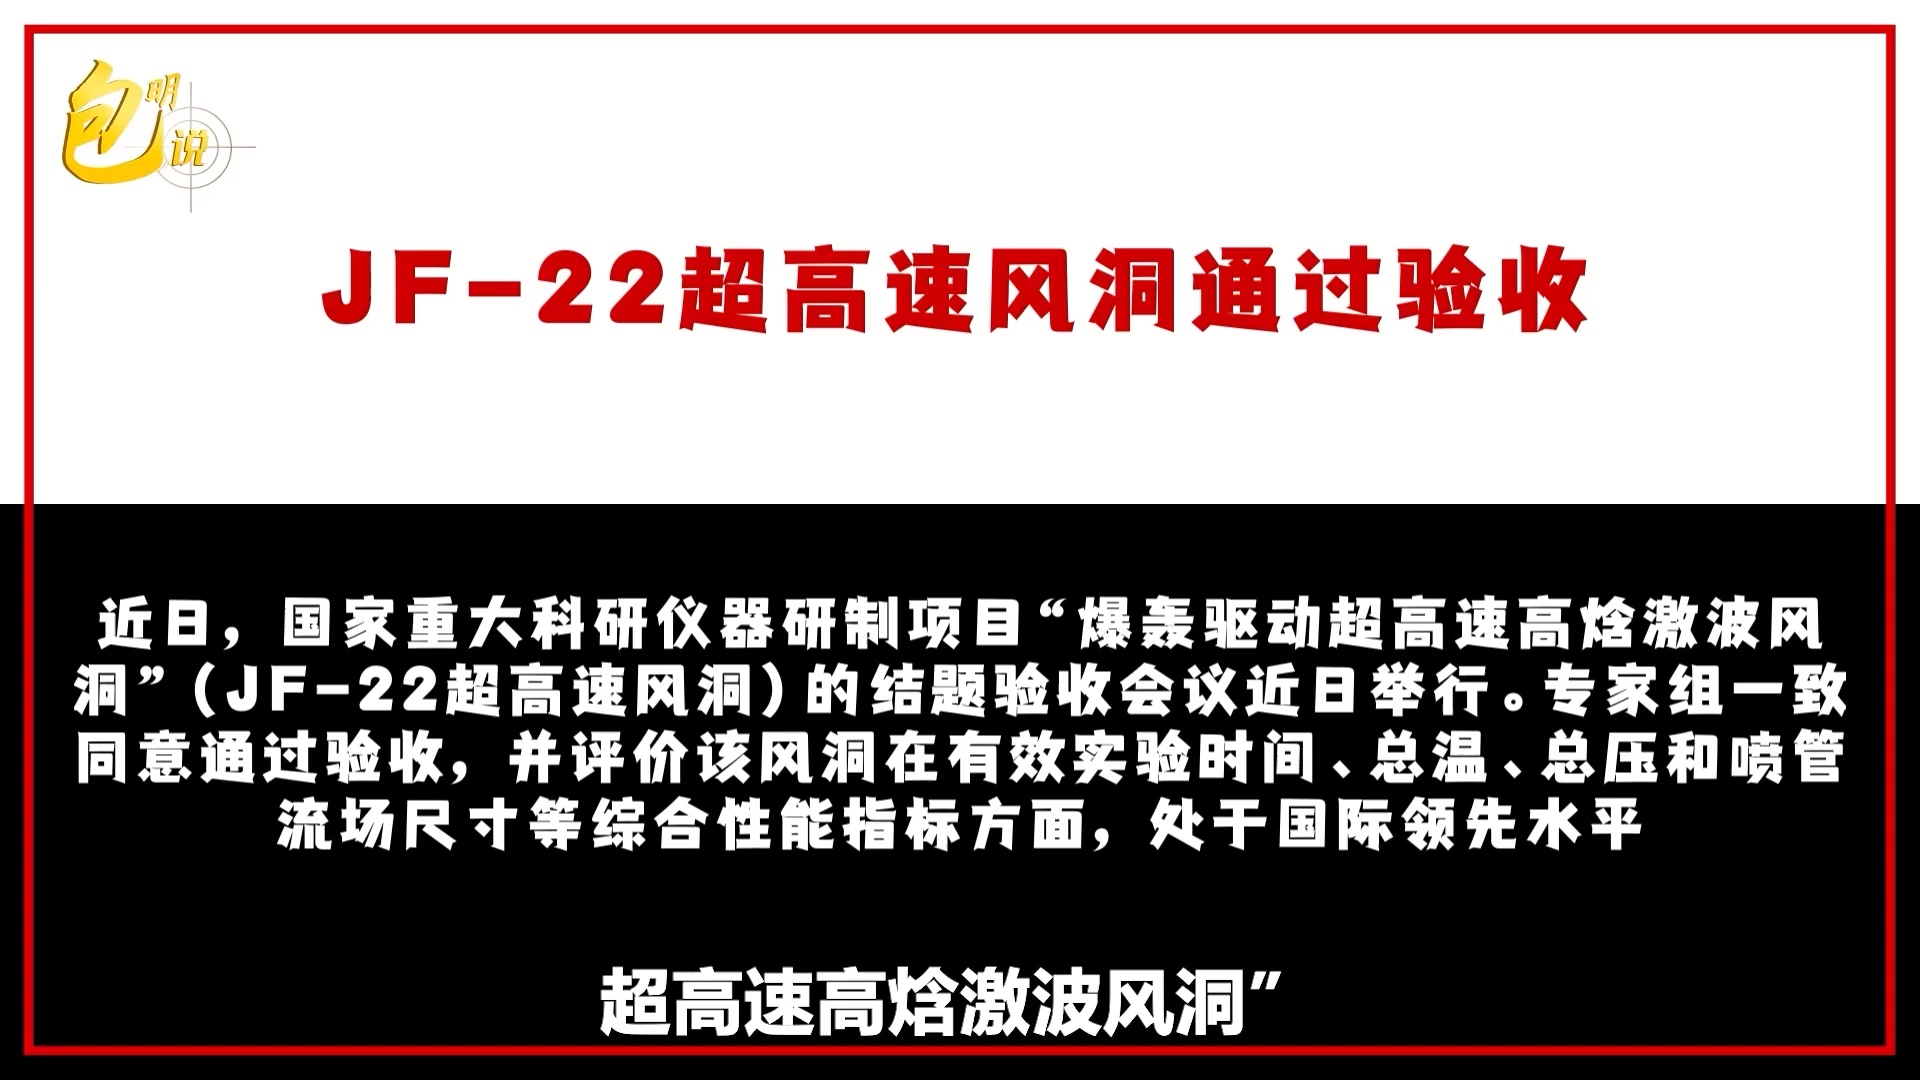 包明说
JF-22超高速风洞通过验收
近日，国家重大科研仪器研制项目“爆轰驱动超高速高焓激波风
洞”(JF-22超高速风洞)的结题验收会议近日举行。专家组一致
同意通过验收，并评价该风洞在有效实验时间、总温、总压和喷管
流场尺寸等综合性能指标方面，处于国际领先水平
超高速高焓激波风洞”